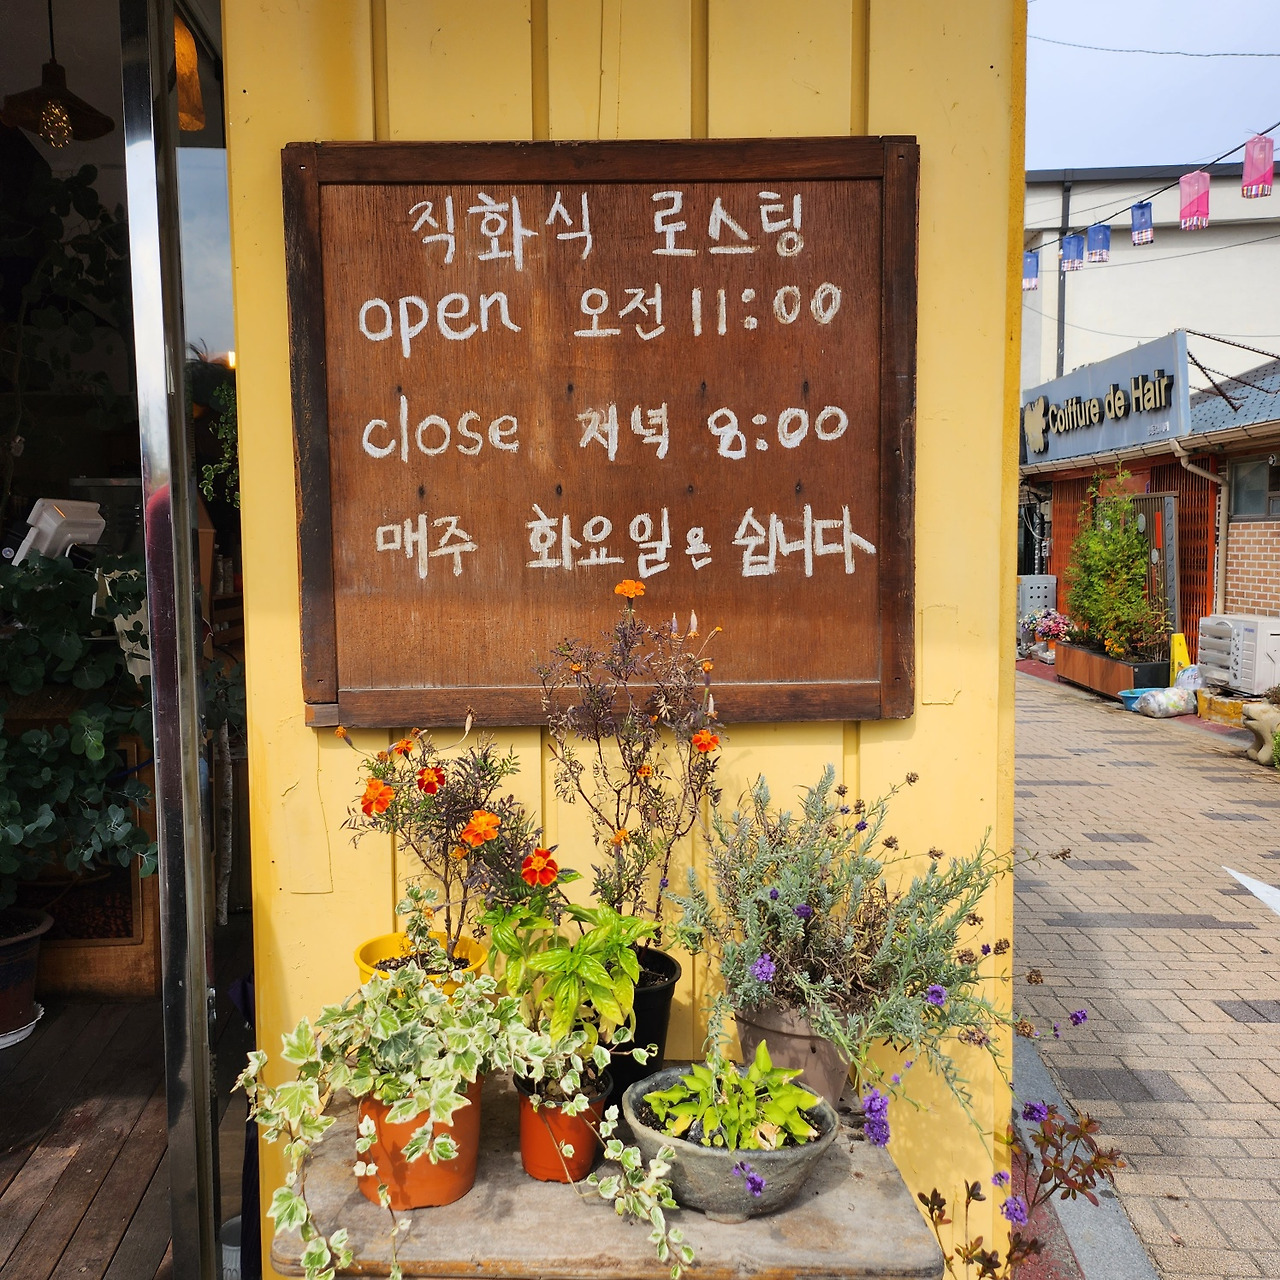 직화식 로스팅
open 오전 11:00
close 저녁 8:00
매주 화요일은 쉽니다
Coiffure de Hair